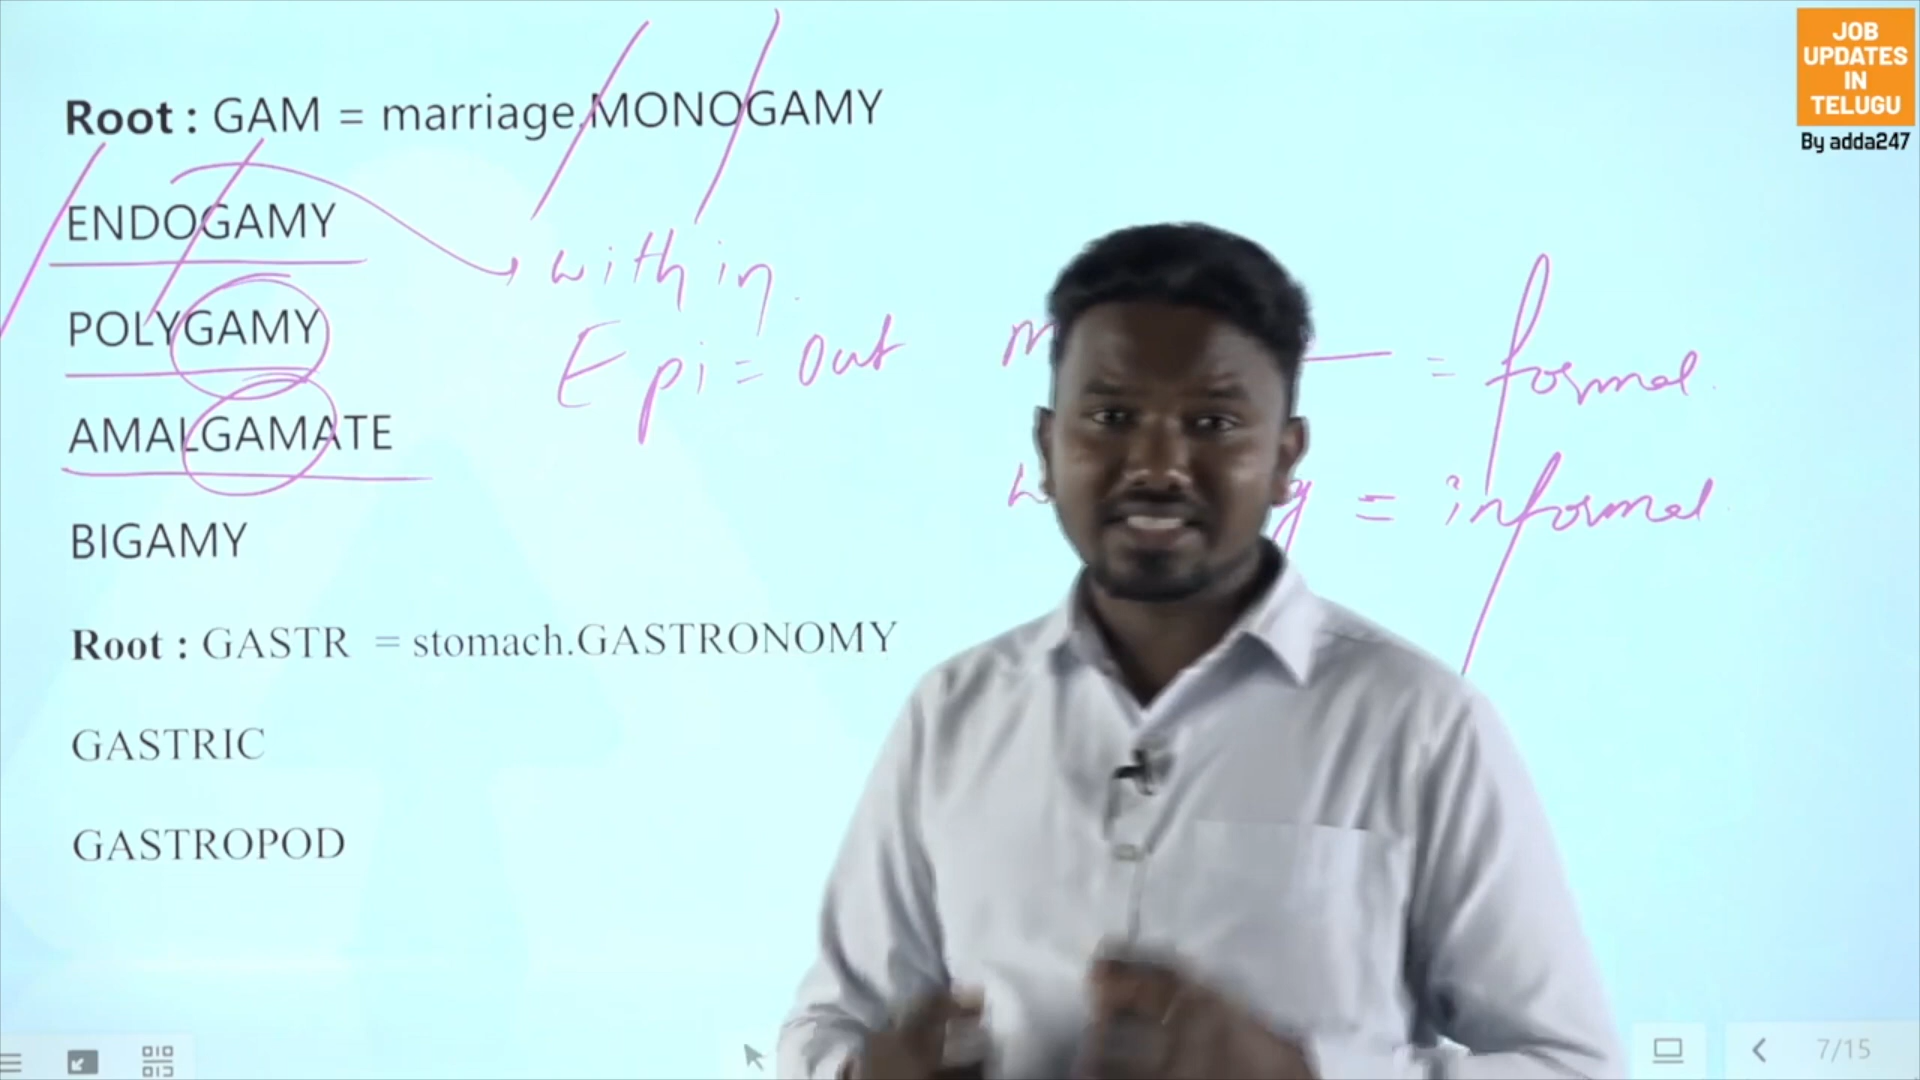 JOB
UPDATES
IN
TELUGU
By adda247
Root : GAM = marriage.MONOGAMY
ENDOGAMY
within
POLYGAMY
Epi = out
= formal
AMALGAMATE
= informal
BIGAMY
Root : GASTR = stomach.GASTRONOMY
GASTRIC
GASTROPOD
7/15